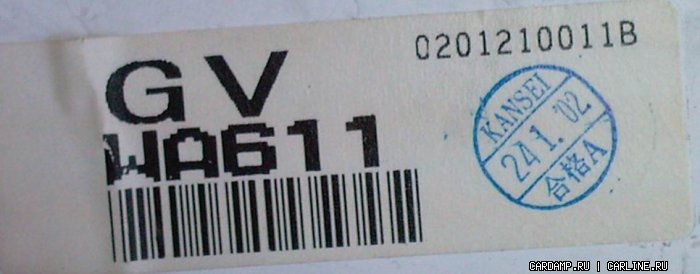 0201210011B
GV
WA611
KANSEI
24 1. '02
合格A
CARDAMP.RU | CARLINE.RU